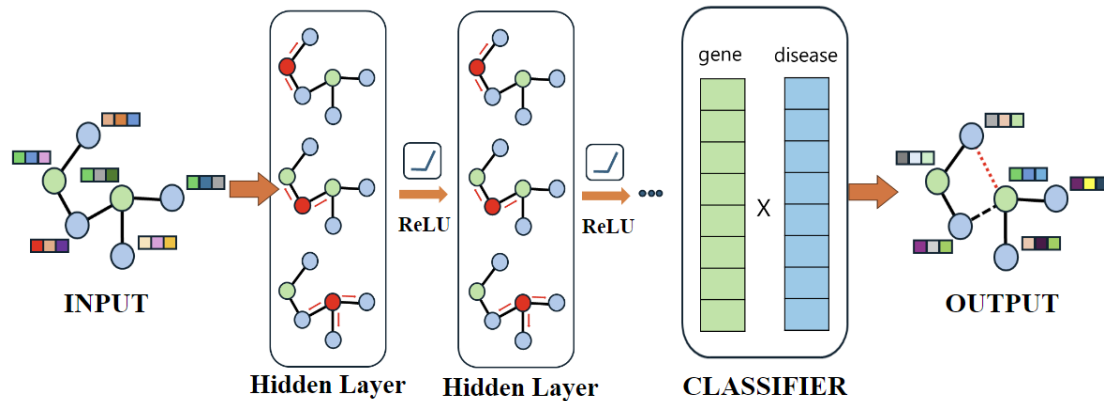 gene
disease
X
ReLU
ReLU
INPUT
OUTPUT
Hidden Layer
Hidden Layer
CLASSIFIER